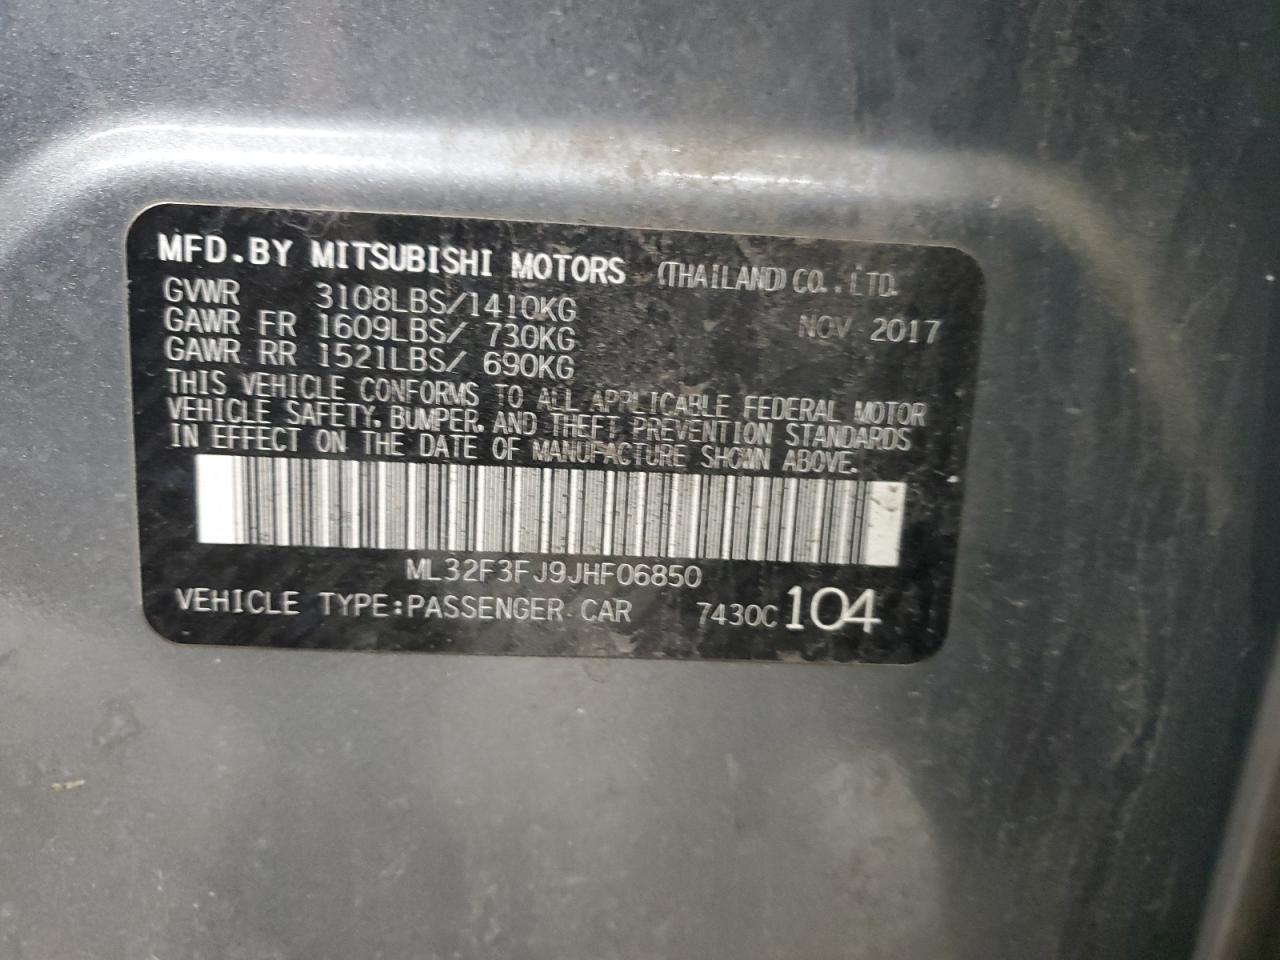 MFD.BY MITSUBISHI MOTORS (THAILAND) CO., LTD.
GVWR 3108LBS/1410KG
GAWR FR 1609LBS/ 730KG NOV 2017
GAWR RR 1521LBS/ 690KG
THIS VEHICLE CONFORMS TO ALL APPLICABLE FEDERAL MOTOR
VEHICLE SAFETY, BUMPER, AND THEFT PREVENTION STANDARDS
IN EFFECT ON THE DATE OF MANUFACTURE SHOWN ABOVE.
ML32F3FJ9JHF06850
VEHICLE TYPE:PASSENGER CAR 7430C 104